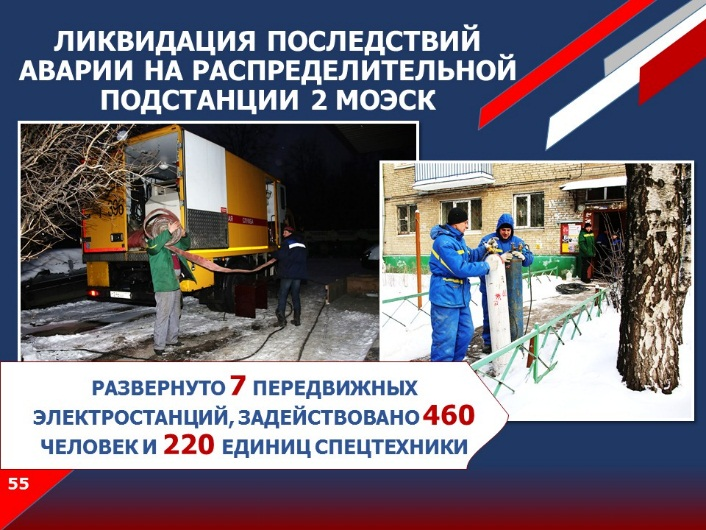 ЛИКВИДАЦИЯ ПОСЛЕДСТВИЙ
АВАРИИ НА РАСПРЕДЕЛИТЕЛЬНОЙ
ПОДСТАНЦИИ 2 МОЭСК
РАЗВЕРНУТО 7 ПЕРЕДВИЖНЫХ
ЭЛЕКТРОСТАНЦИЙ, ЗАДЕЙСТВОВАНО 460
ЧЕЛОВЕК И 220 ЕДИНИЦ СПЕЦТЕХНИКИ
55